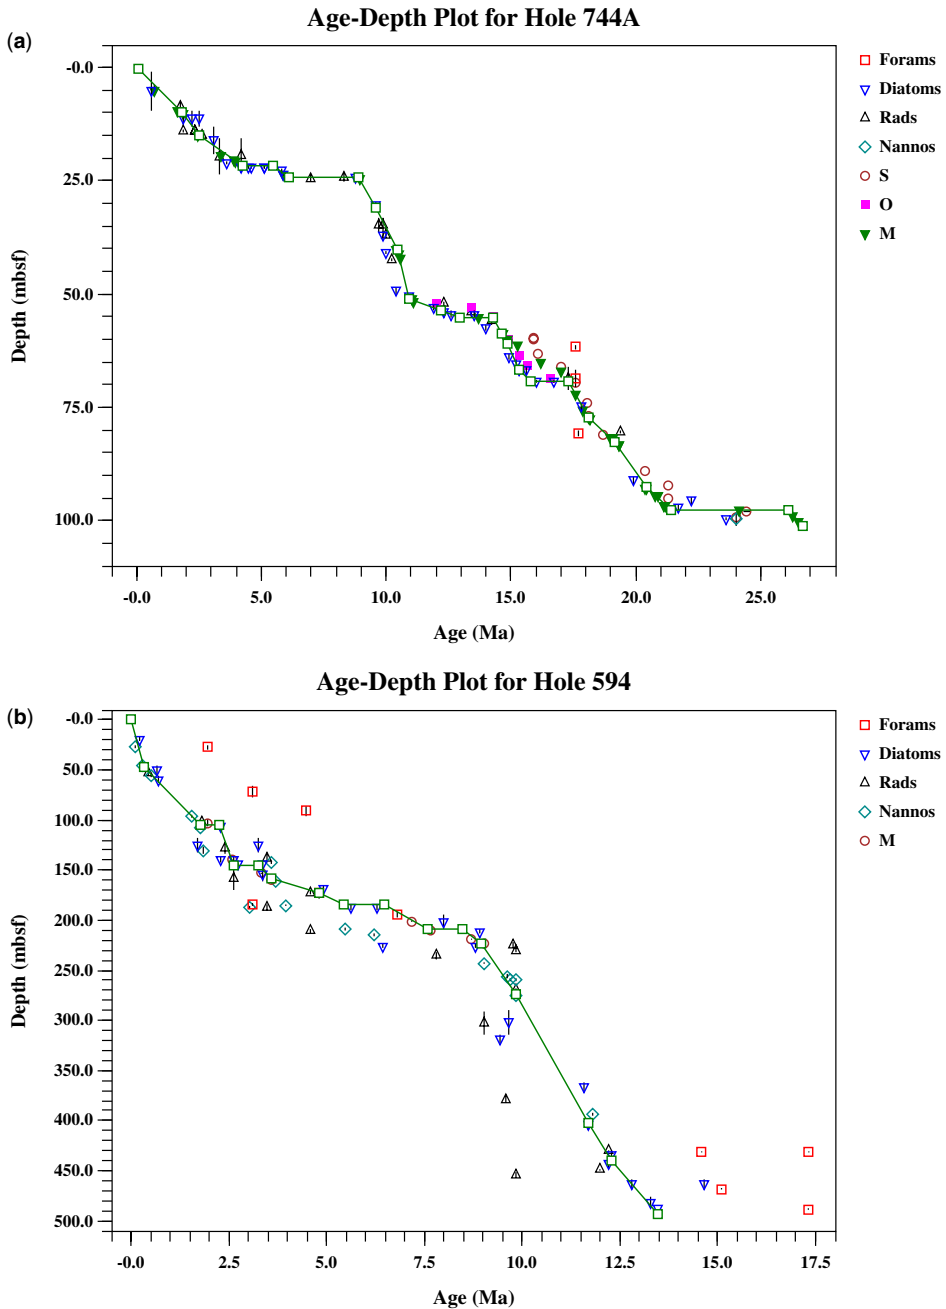 Age-Depth Plot for Hole 744A
(a)
-0.0
25.0
50.0
75.0
100.0
Depth (mbsf)
-0.0 5.0 10.0 15.0 20.0 25.0
Age (Ma)
Forams
Diatoms
Rads
Nannos
S
O
M
Age-Depth Plot for Hole 594
(b)
-0.0
50.0
100.0
150.0
200.0
250.0
300.0
350.0
400.0
450.0
500.0
Depth (mbsf)
-0.0 2.5 5.0 7.5 10.0 12.5 15.0 17.5
Age (Ma)
Forams
Diatoms
Rads
Nannos
M